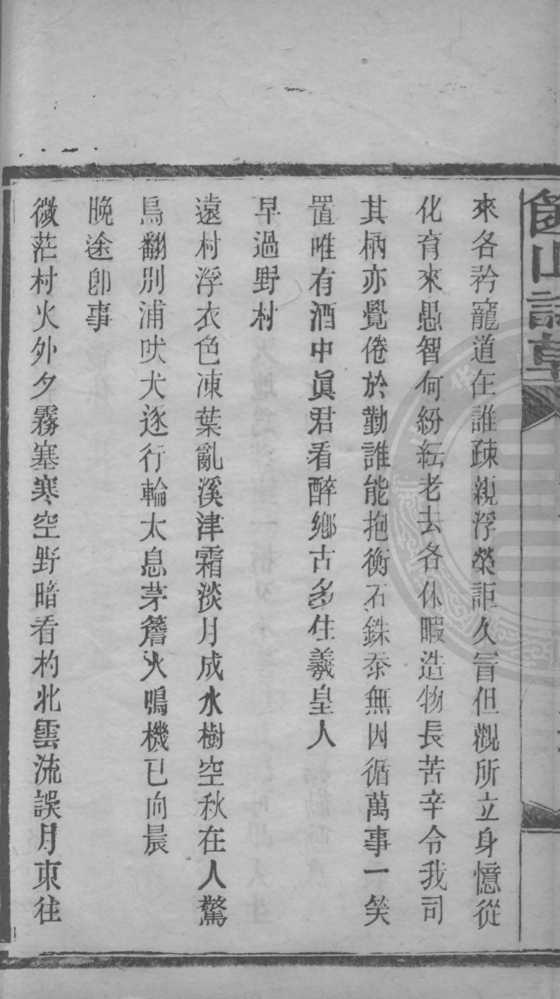 山詩草
來各矜寵道在誰疎親浮榮詎久冒但觀所立身憶從
化育來愚智何紛紜老去各休暇造物長苦辛令我司
其柄亦覺倦於勤誰能抱衡石銖黍無因循萬事一笑
置唯有酒中眞君看醉鄉古多住羲皇人
早過野村
遠村浮衣色凍葉亂溪津霜淡月成水樹空秋在人驚
鳥翻別浦吠犬逐行輪太息茅簷火鳴機已向晨
晚途卽事
微茫村火外夕霧塞寒空野暗看杓北雲流誤月東往